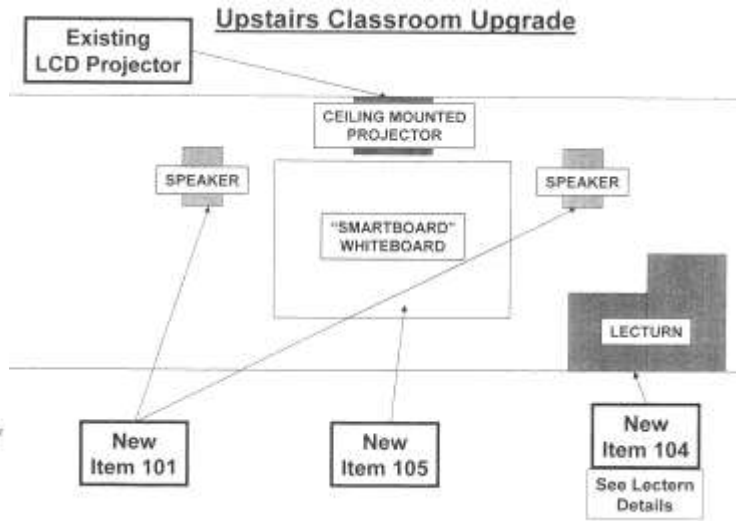 Upstairs Classroom Upgrade
Existing
LCD Projector
CEILING MOUNTED
PROJECTOR
SPEAKER
SPEAKER
"SMARTBOARD"
WHITEBOARD
LECTURN
New
Item 101
New
Item 105
New
Item 104
See Lectern
Details